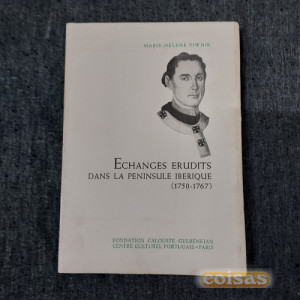 MARIE-HÉLÈNE PIWNIK
ECHANGES ERUDITS
DANS LA PENINSULE IBERIQUE
(1750-1767)
FONDATION CALOUSTE GULBENKIAN
CENTRE CULTUREL PORTUGAIS • PARIS
coisas